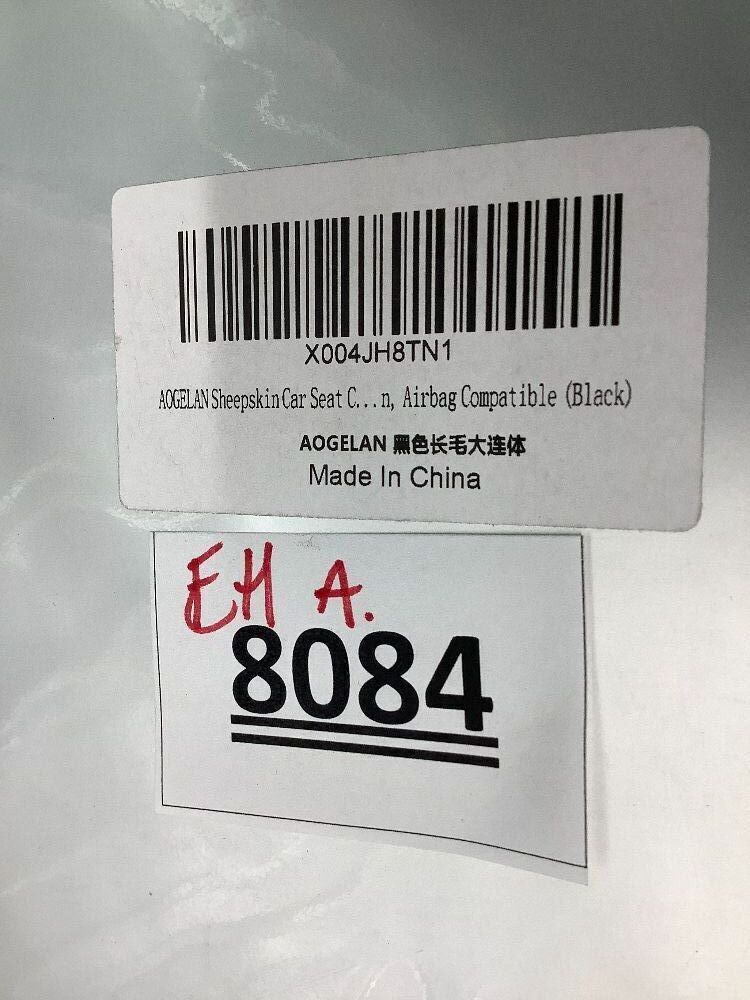 X004JH8TN1
AOGELAN Sheepskin Car Seat C...n, Airbag Compatible (Black)
AOGELAN 黑色长毛大连体
Made In China
EH A.
8084